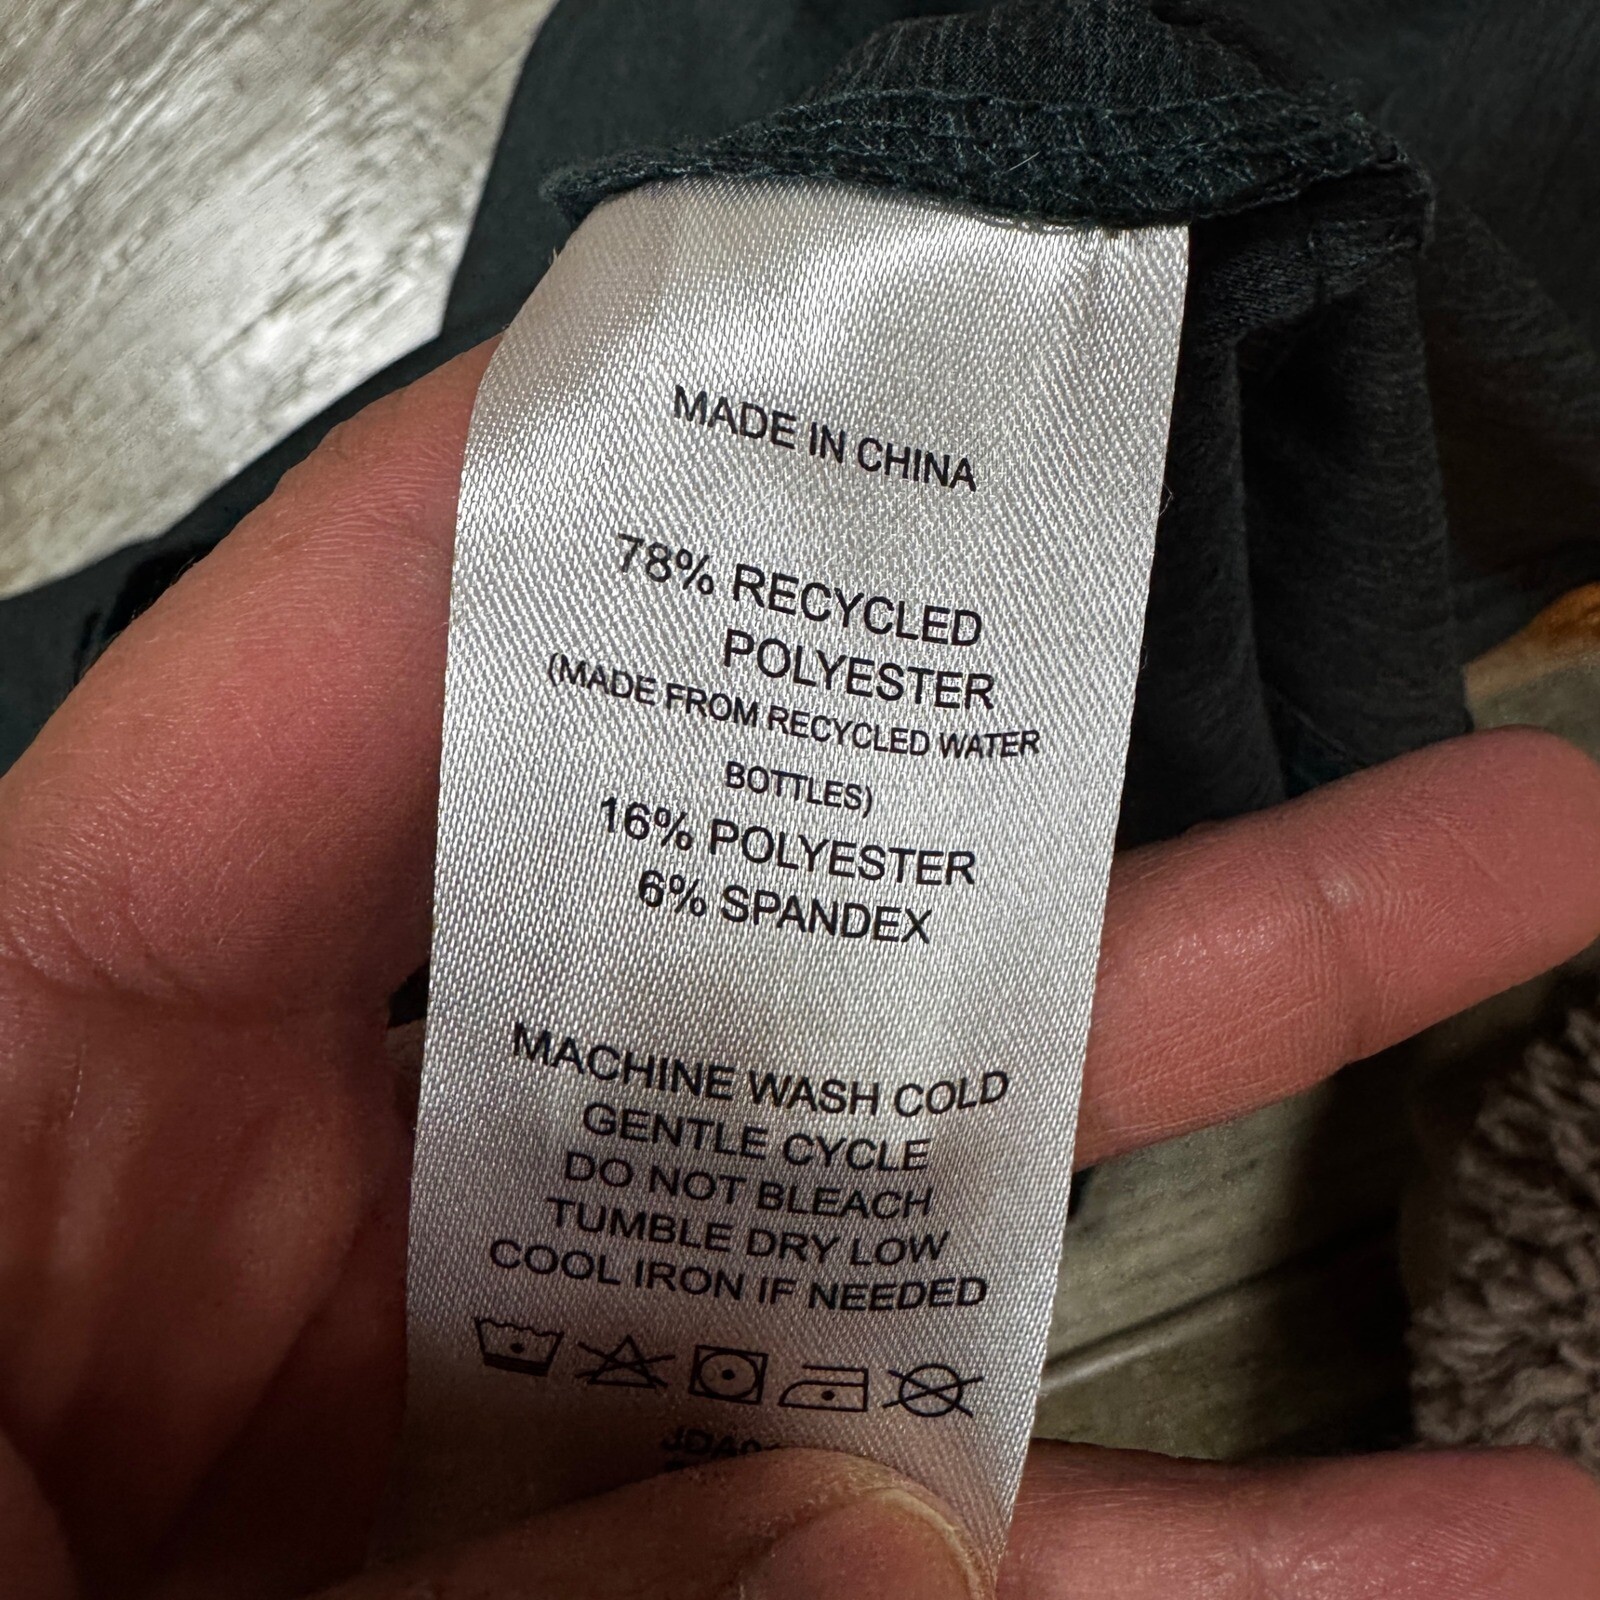 MADE IN CHINA
78% RECYCLED
POLYESTER
(MADE FROM RECYCLED WATER
BOTTLES)
16% POLYESTER
6% SPANDEX
MACHINE WASH COLD
GENTLE CYCLE
DO NOT BLEACH
TUMBLE DRY LOW
COOL IRON IF NEEDED